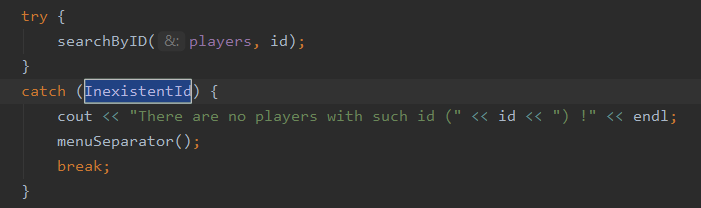 try {
searchByID( &: players, id);
}
catch (InexistentId) {
cout << "There are no players with such id (" << id << ") !" << endl;
menuSeparator();
break;
}